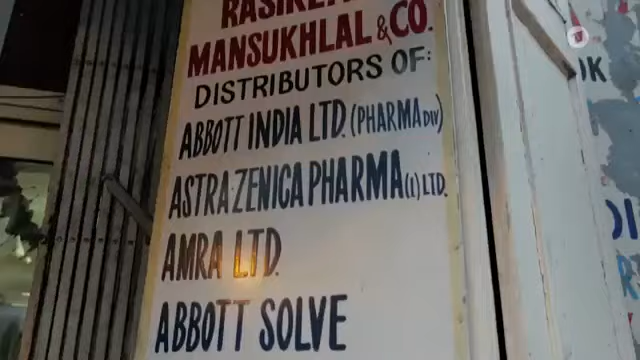 MANSUKHLAL & CO.
DISTRIBUTORS OF:
ABBOTT INDIA LTD. (PHARMA DIV)
ASTRA-ZENICA PHARMA (I) LTD.
AMRA LTD.
ABBOTT SOLVE